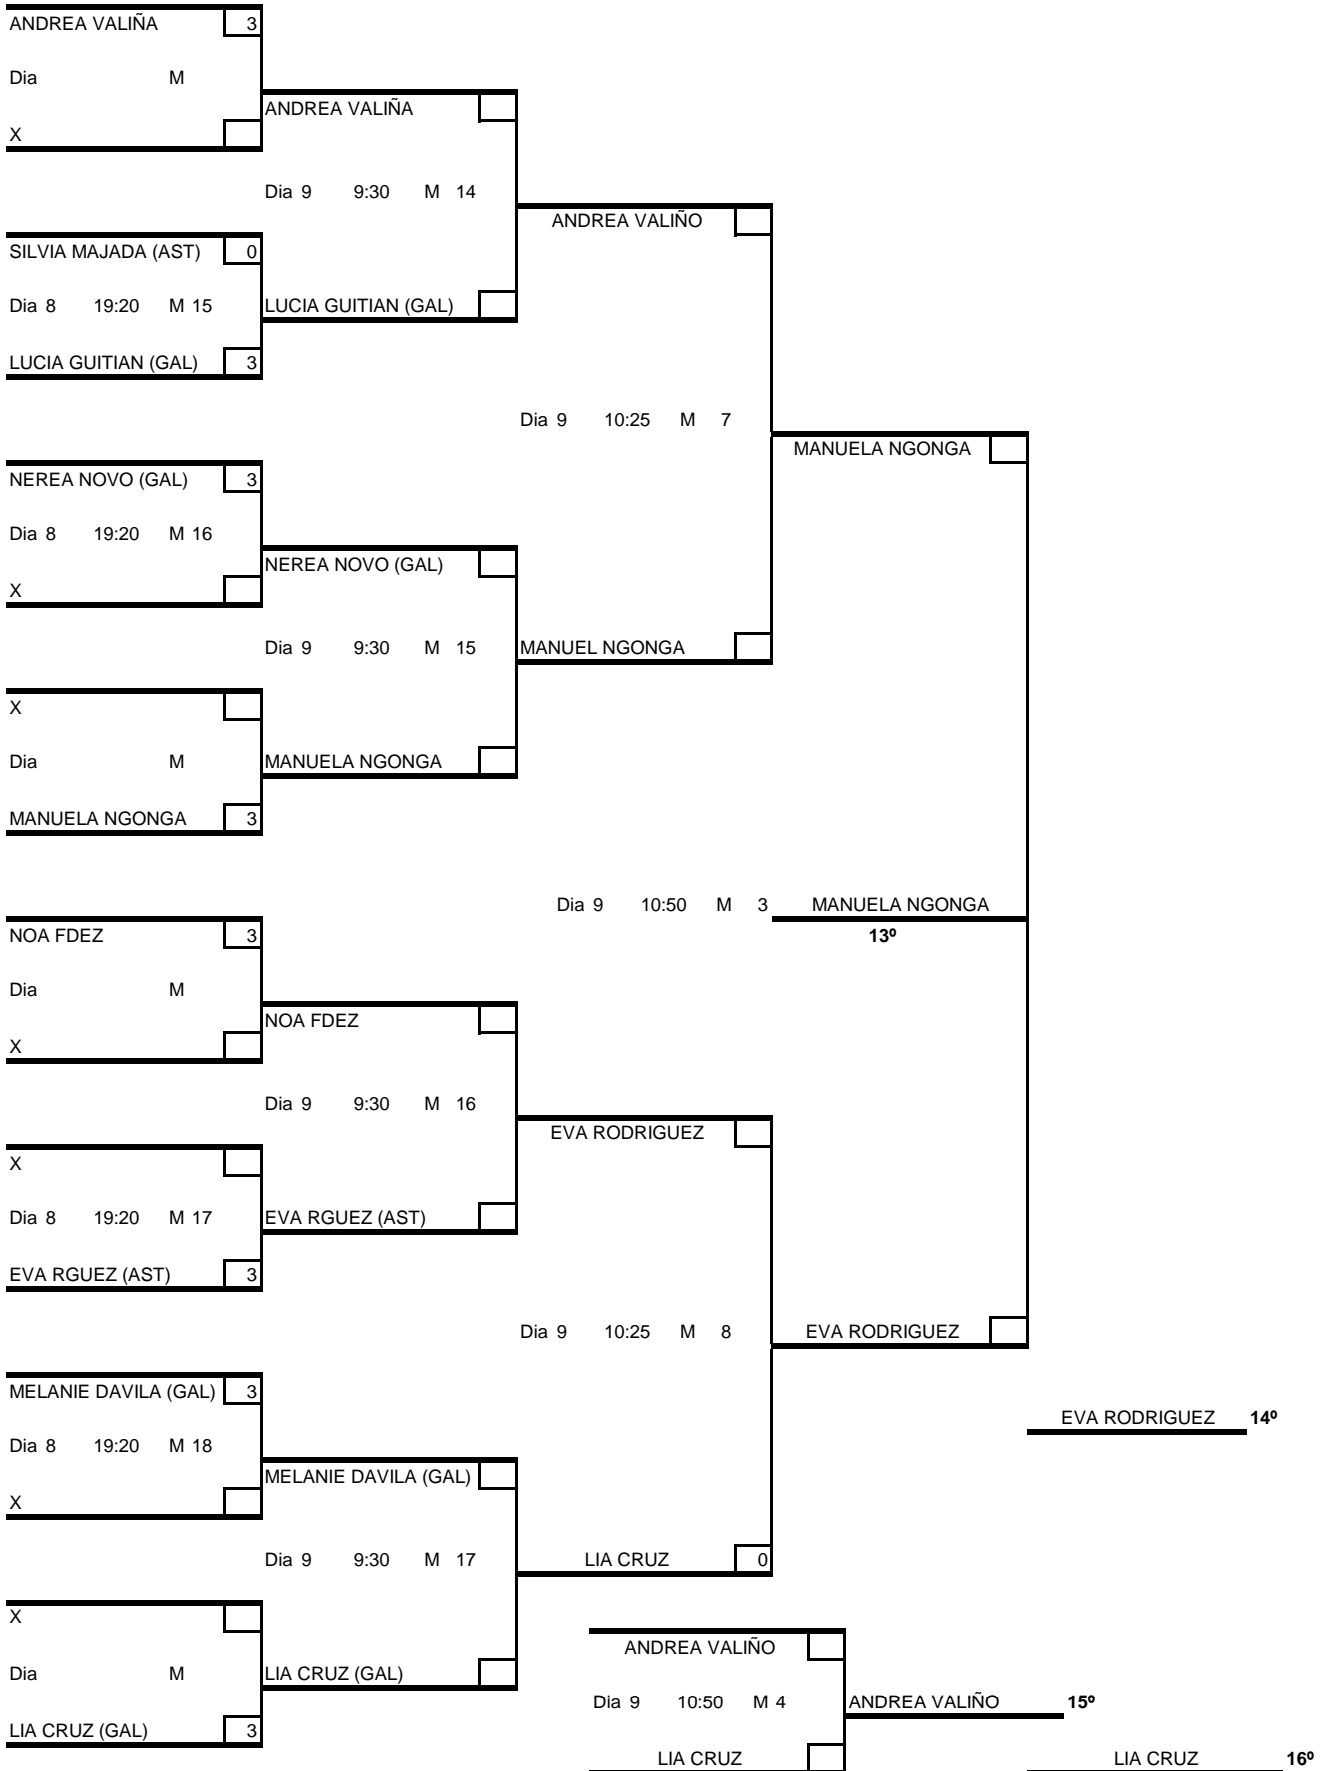 ANDREA VALIÑA 3
Dia M
ANDREA VALIÑA
X
Dia 9 9:30 M 14
ANDREA VALIÑO
SILVIA MAJADA (AST) 0
Dia 8 19:20 M 15 LUCIA GUITIAN (GAL)
LUCIA GUITIAN (GAL) 3
Dia 9 10:25 M 7
MANUELA NGONGA
NEREA NOVO (GAL) 3
Dia 8 19:20 M 16
NEREA NOVO (GAL)
X
Dia 9 9:30 M 15 MANUEL NGONGA
X
Dia M MANUELA NGONGA
MANUELA NGONGA 3
Dia 9 10:50 M 3 MANUELA NGONGA
NOA FDEZ 3 13º
Dia M
NOA FDEZ
X
Dia 9 9:30 M 16
EVA RODRIGUEZ
X
Dia 8 19:20 M 17 EVA RGUEZ (AST)
EVA RGUEZ (AST) 3
Dia 9 10:25 M 8 EVA RODRIGUEZ
MELANIE DAVILA (GAL) 3
EVA RODRIGUEZ 14º
Dia 8 19:20 M 18
MELANIE DAVILA (GAL)
X
Dia 9 9:30 M 17 LIA CRUZ 0
X
ANDREA VALIÑO
Dia M LIA CRUZ (GAL)
Dia 9 10:50 M 4 ANDREA VALIÑO 15º
LIA CRUZ (GAL) 3
LIA CRUZ LIA CRUZ 16º